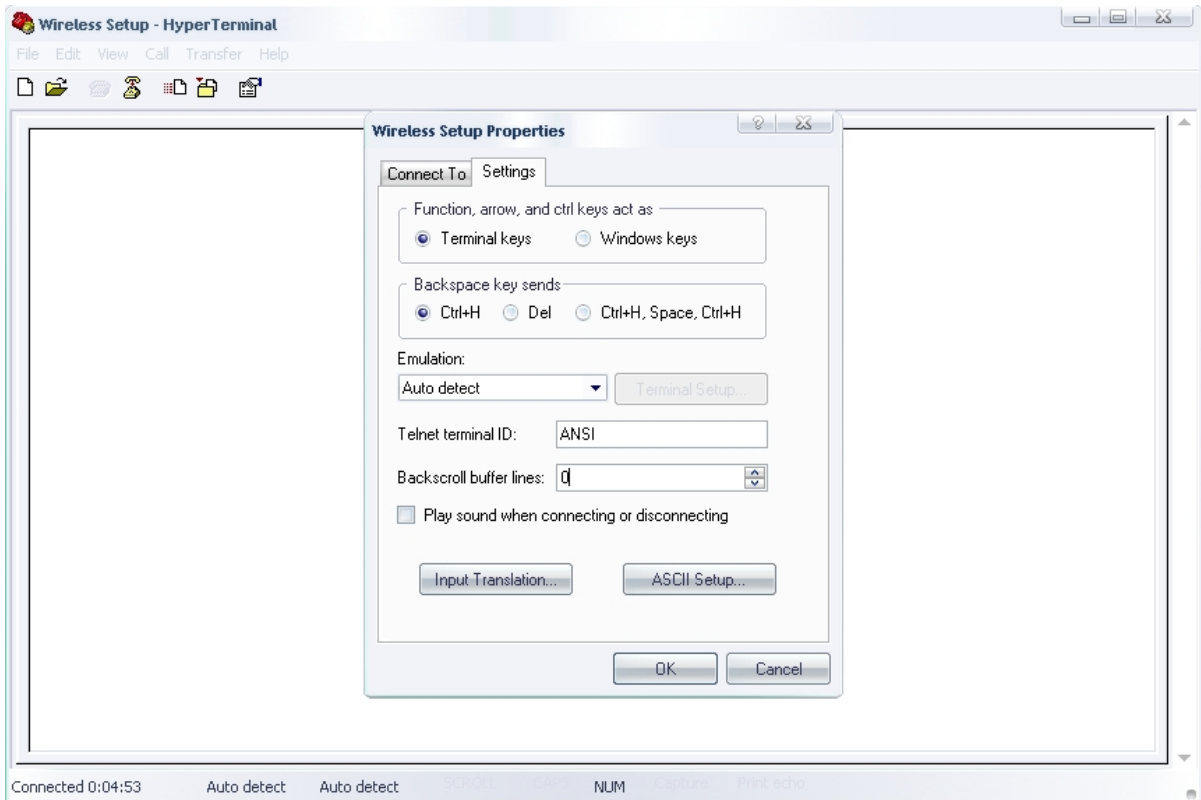 Wireless Setup - HyperTerminal
File Edit View Call Transfer Help
Wireless Setup Properties
Connect To Settings
Function, arrow, and ctrl keys act as
Terminal keys Windows keys
Backspace key sends
Ctrl+H Del Ctrl+H, Space, Ctrl+H
Emulation:
Auto detect Terminal Setup...
Telnet terminal ID: ANSI
Backscroll buffer lines: 0
Play sound when connecting or disconnecting
Input Translation... ASCII Setup...
OK Cancel
Connected 0:04:53 Auto detect Auto detect SCROLL CAPS NUM Capture Print echo